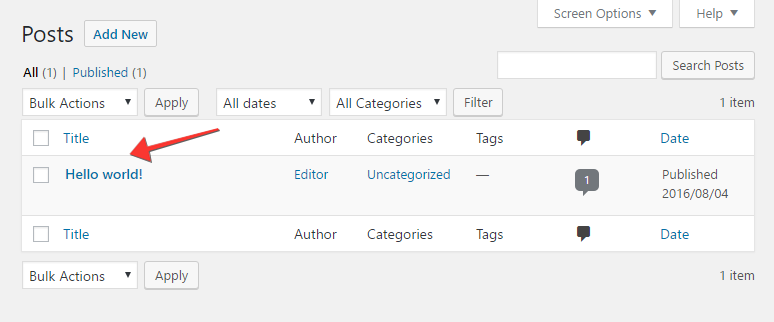 Screen Options ▼ Help ▼
Posts Add New
All (1) | Published (1)
Search Posts
Bulk Actions ▼ Apply All dates ▼ All Categories ▼ Filter 1 item
Title Author Categories Tags Date
Hello world! Editor Uncategorized — 1 Published
2016/08/04
Title Author Categories Tags Date
Bulk Actions ▼ Apply 1 item